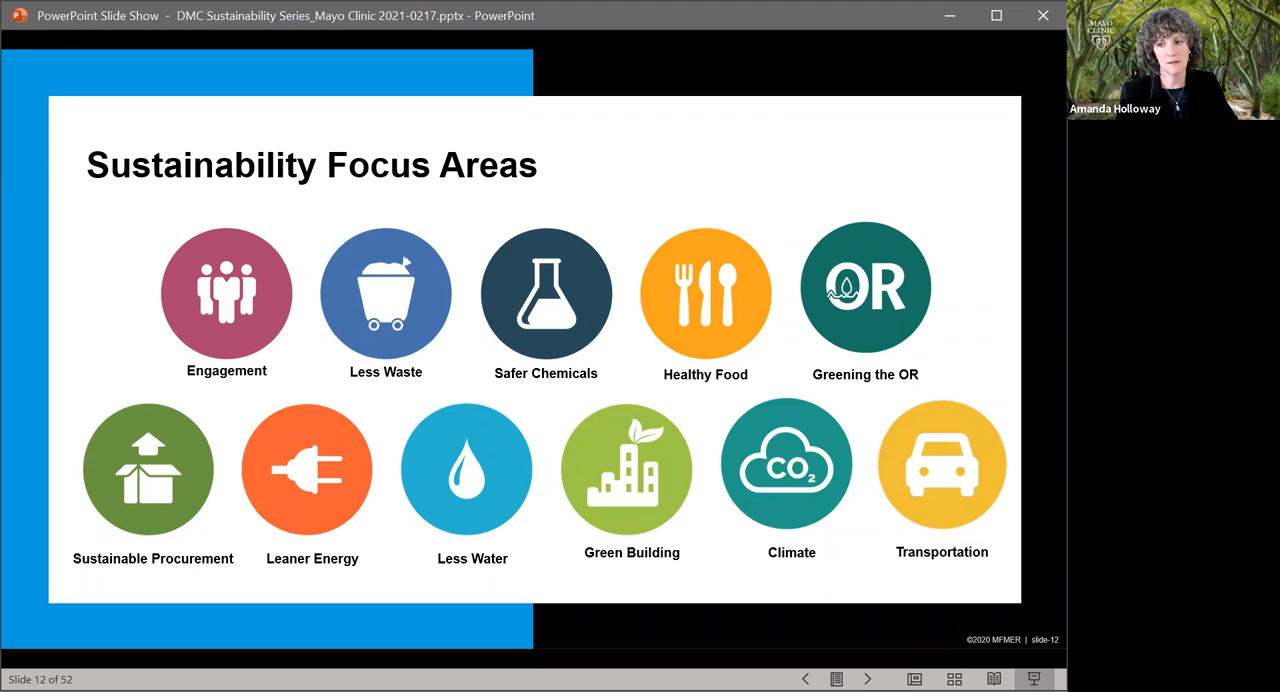 PowerPoint Slide Show - DMC Sustainability Series_Mayo Clinic 2021-0217.pptx - PowerPoint
MAYO
CLINIC
Amanda Holloway
Sustainability Focus Areas
OR
Engagement
Less Waste
Safer Chemicals
Healthy Food
Greening the OR
CO₂
Sustainable Procurement
Leaner Energy
Less Water
Green Building
Climate
Transportation
©2020 MFMER | slide-12
Slide 12 of 52